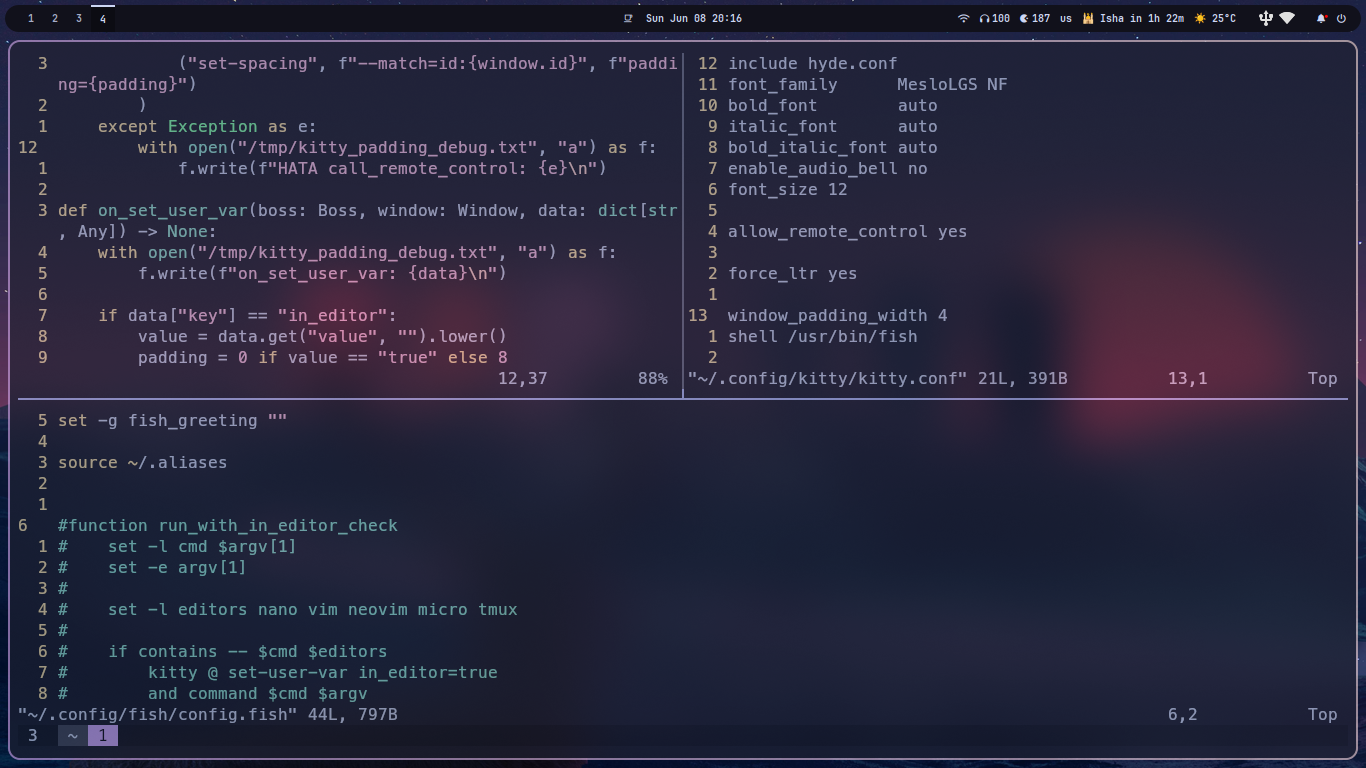 1 2 3 4 Sun Jun 08 20:16 100 187 us Isha in 1h 22m 25°C
3             ("set-spacing", f"--match=id:{window.id}", f"paddi
ng={padding}")
2         )
1     except Exception as e:
12         with open("/tmp/kitty_padding_debug.txt", "a") as f:
1             f.write(f"HATA call_remote_control: {e}\n")
2
3 def on_set_user_var(boss: Boss, window: Window, data: dict[str
, Any]) -> None:
4     with open("/tmp/kitty_padding_debug.txt", "a") as f:
5         f.write(f"on_set_user_var: {data}\n")
6
7     if data["key"] == "in_editor":
8         value = data.get("value", "").lower()
9         padding = 0 if value == "true" else 8
12,37 88%
12 include hyde.conf
11 font_family      MesloLGS NF
10 bold_font        auto
9 italic_font      auto
8 bold_italic_font auto
7 enable_audio_bell no
6 font_size 12
5
4 allow_remote_control yes
3
2 force_ltr yes
1
13 window_padding_width 4
1 shell /usr/bin/fish
2
"~/.config/kitty/kitty.conf" 21L, 391B 13,1 Top
5 set -g fish_greeting ""
4
3 source ~/.aliases
2
1
6 #function run_with_in_editor_check
1 #    set -l cmd $argv[1]
2 #    set -e argv[1]
3 #
4 #    set -l editors nano vim neovim micro tmux
5 #
6 #    if contains -- $cmd $editors
7 #        kitty @ set-user-var in_editor=true
8 #        and command $cmd $argv
"~/.config/fish/config.fish" 44L, 797B 6,2 Top
3 ~ 1